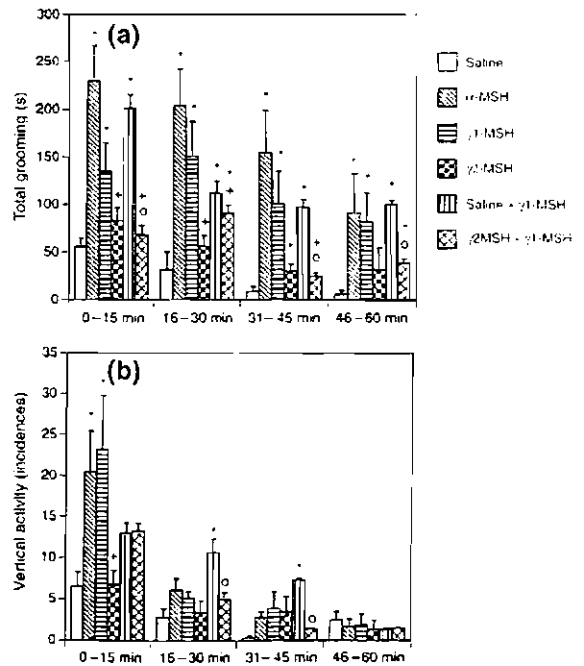 (a)
Total grooming (s)
300
250
200
150
100
50
0
0–15 min 16–30 min 31–45 min 46–60 min
Saline
α-MSH
γ1-MSH
γ2-MSH
Saline + γ1-MSH
γ2MSH + γ1-MSH
(b)
Vertical activity (incidences)
35
30
25
20
15
10
5
0
0–15 min 16–30 min 31–45 min 46–60 min